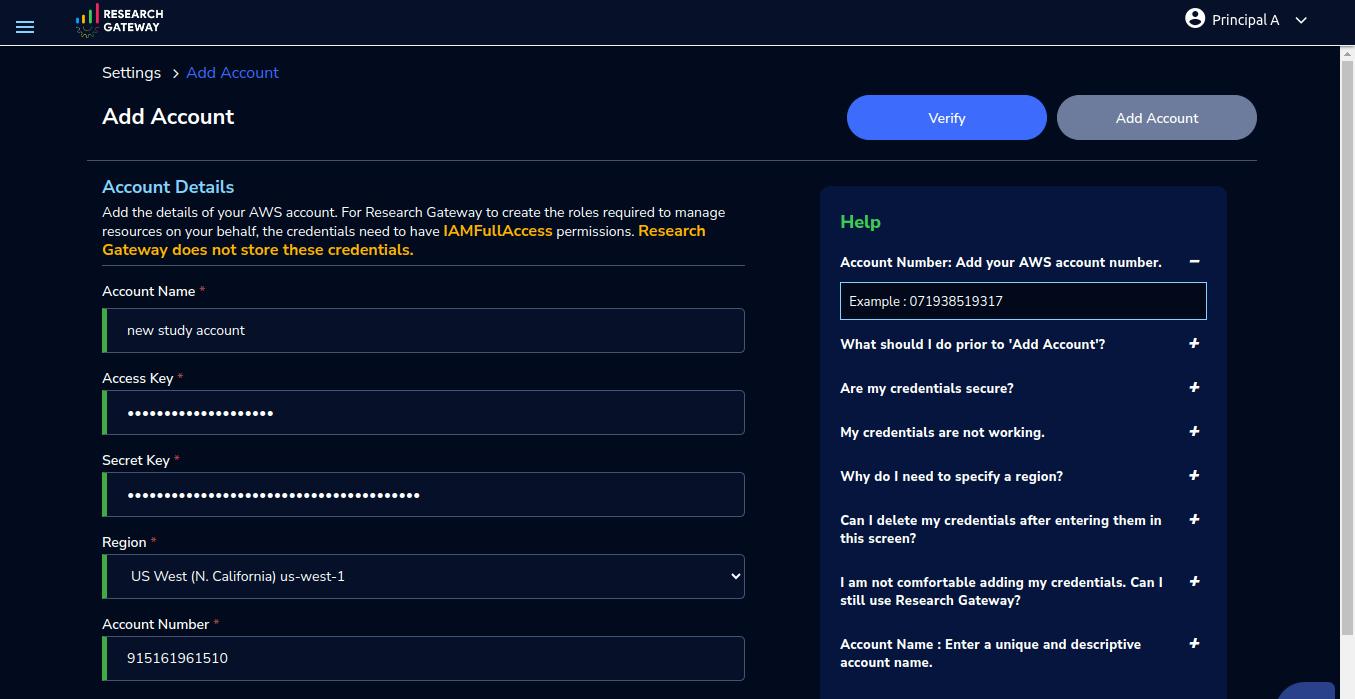 RESEARCH
GATEWAY
Principal A
Settings > Add Account
Add Account
Verify
Add Account
Account Details
Add the details of your AWS account. For Research Gateway to create the roles required to manage
resources on your behalf, the credentials need to have IAMFullAccess permissions. Research
Gateway does not store these credentials.
Account Name *
new study account
Access Key *
••••••••••••••••••••
Secret Key *
••••••••••••••••••••••••••••••••••••••••
Region *
US West (N. California) us-west-1
Account Number *
915161961510
Help
Account Number: Add your AWS account number. −
Example : 071938519317
What should I do prior to 'Add Account'? +
Are my credentials secure? +
My credentials are not working. +
Why do I need to specify a region? +
Can I delete my credentials after entering them in +
this screen?
I am not comfortable adding my credentials. Can I +
still use Research Gateway?
Account Name : Enter a unique and descriptive +
account name.